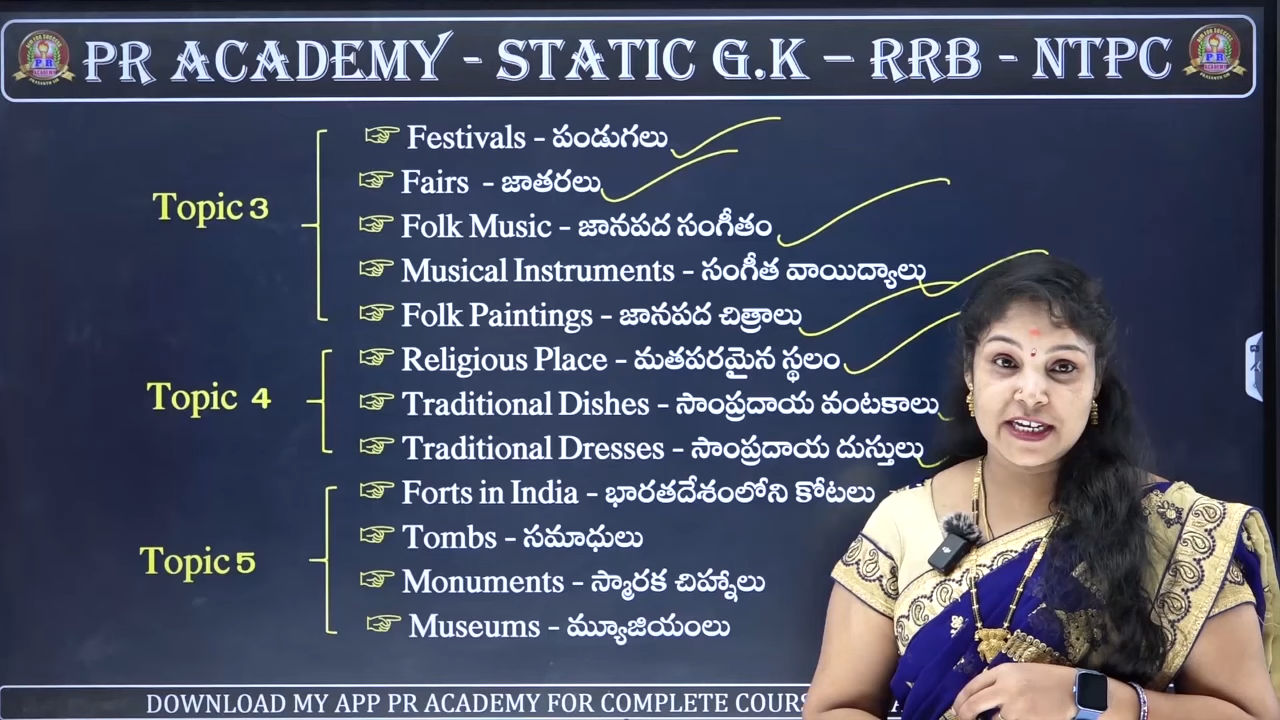 PR ACADEMY - STATIC G.K – RRB - NTPC
Topic 3
☞ Festivals - పండుగలు
☞ Fairs - జాతరలు
☞ Folk Music - జానపద సంగీతం
☞ Musical Instruments - సంగీత వాయిద్యాలు
☞ Folk Paintings - జానపద చిత్రాలు
Topic 4
☞ Religious Place - మతపరమైన స్థలం
☞ Traditional Dishes - సాంప్రదాయ వంటకాలు
☞ Traditional Dresses - సాంప్రదాయ దుస్తులు
Topic 5
☞ Forts in India - భారతదేశంలోని కోటలు
☞ Tombs - సమాధులు
☞ Monuments - స్మారక చిహ్నాలు
☞ Museums - మ్యూజియంలు
DOWNLOAD MY APP PR ACADEMY FOR COMPLETE